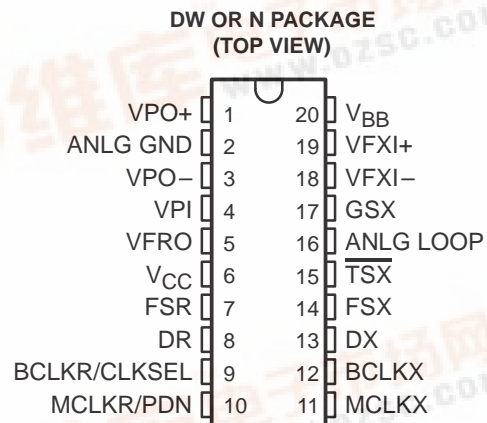 DW OR N PACKAGE
(TOP VIEW)
VPO+ 1 20 VBB
ANLG GND 2 19 VFXI+
VPO− 3 18 VFXI−
VPI 4 17 GSX
VFRO 5 16 ANLG LOOP
VCC 6 15 TSX
FSR 7 14 FSX
DR 8 13 DX
BCLKR/CLKSEL 9 12 BCLKX
MCLKR/PDN 10 11 MCLKX